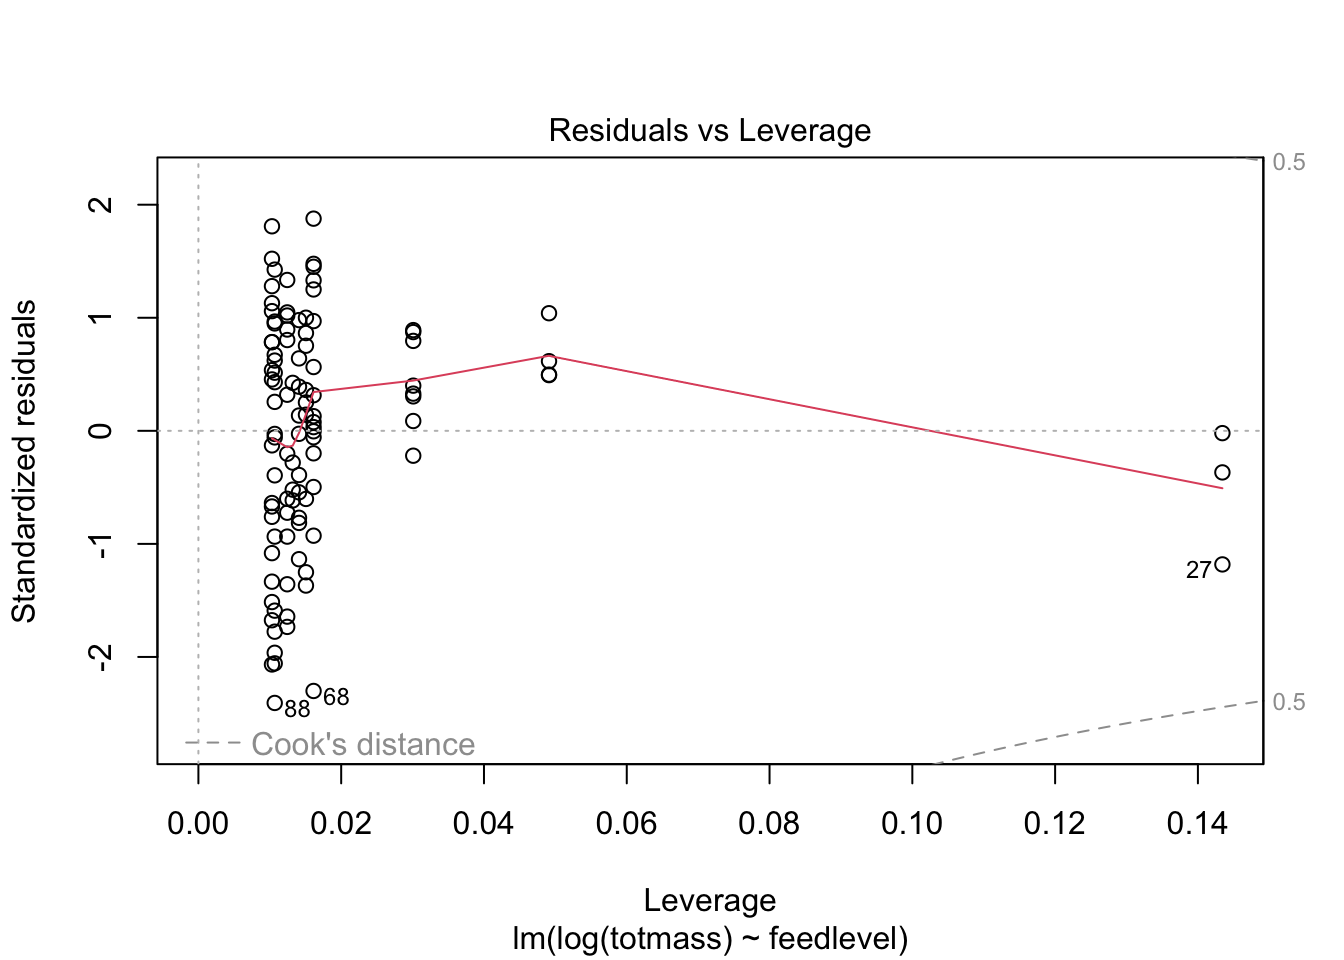 Residuals vs Leverage
0.5
2
1
0
-1
-2
Standardized residuals
27
68
88
0.5
Cook's distance
0.00 0.02 0.04 0.06 0.08 0.10 0.12 0.14
Leverage
lm(log(totmass) ~ feedlevel)